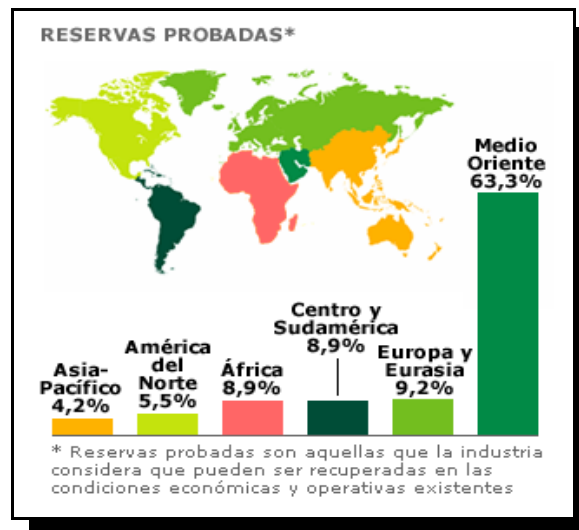 RESERVAS PROBADAS*
Medio
Oriente
63,3%
Centro y
Sudamérica
8,9%
Europa y
Eurasia
9,2%
América
del
Norte
5,5%
África
8,9%
Asia-
Pacífico
4,2%
* Reservas probadas son aquellas que la industria
considera que pueden ser recuperadas en las
condiciones económicas y operativas existentes